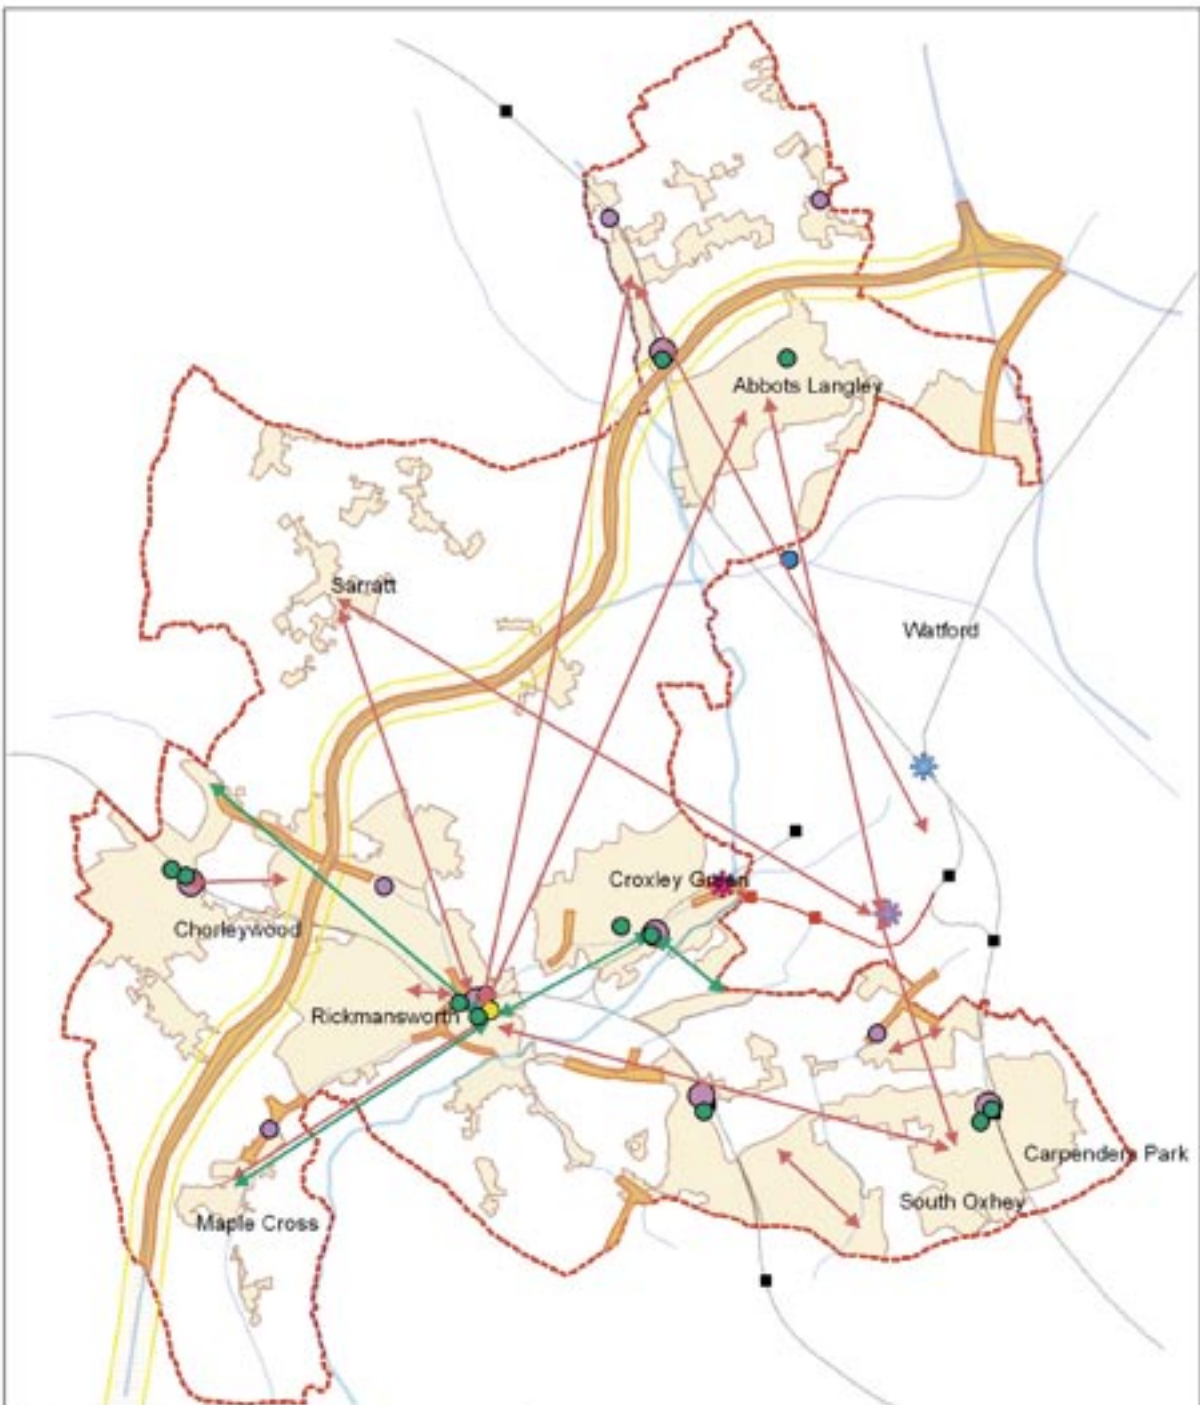 Abbots Langley
Sarratt
Watford
Croxley Green
Chorleywood
Rickmansworth
Carpenders Park
South Oxhey
Maple Cross